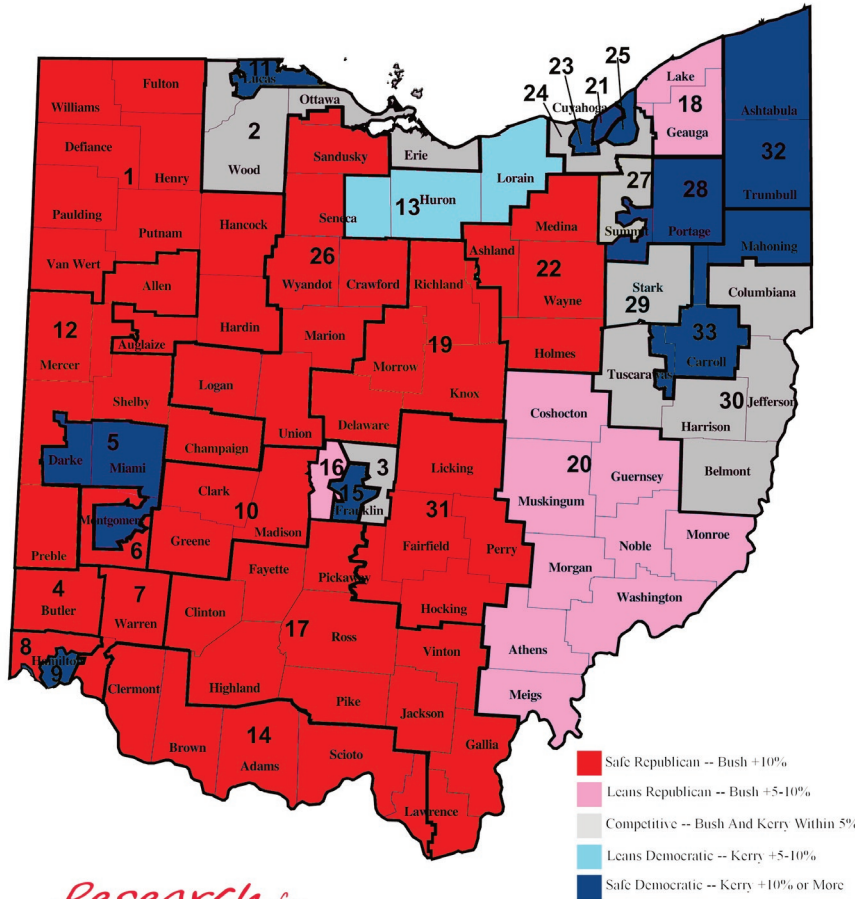 25
23
21
24
Cuyahoga
Lake
18
Geauga
11
Lucas
Fulton
Williams
Ottawa
Ashtabula
2
Wood
Defiance
Sandusky
Erie
Lorain
32
1
Henry
27
28
Trumbull
Paulding
Seneca
13
Huron
Medina
Summit
Portage
Putnam
Hancock
Mahoning
Van Wert
26
Ashland
22
Allen
Wyandot
Crawford
Richland
Wayne
Stark
29
Columbiana
12
Mercer
Auglaize
Hardin
Marion
19
Holmes
33
Carroll
Morrow
Tuscarawas
Logan
Knox
Jefferson
30
Shelby
Coshocton
Harrison
Delaware
Union
Champaign
5
Darke
Miami
16
3
Licking
20
Guernsey
Belmont
Clark
15
Muskingum
10
Franklin
31
Montgomery
Madison
6
Greene
Fairfield
Perry
Noble
Monroe
Preble
Fayette
Pickaway
Morgan
4
Butler
7
Warren
Clinton
Hocking
Washington
17
Ross
8
Hamilton
9
Vinton
Athens
Clermont
Highland
Pike
Meigs
Jackson
14
Brown
Adams
Scioto
Gallia
Lawrence
Safe Republican -- Bush +10%
Leans Republican -- Bush +5-10%
Competitive -- Bush And Kerry Within 5%
Leans Democratic -- Kerry +5-10%
Safe Democratic -- Kerry +10% or More
Research